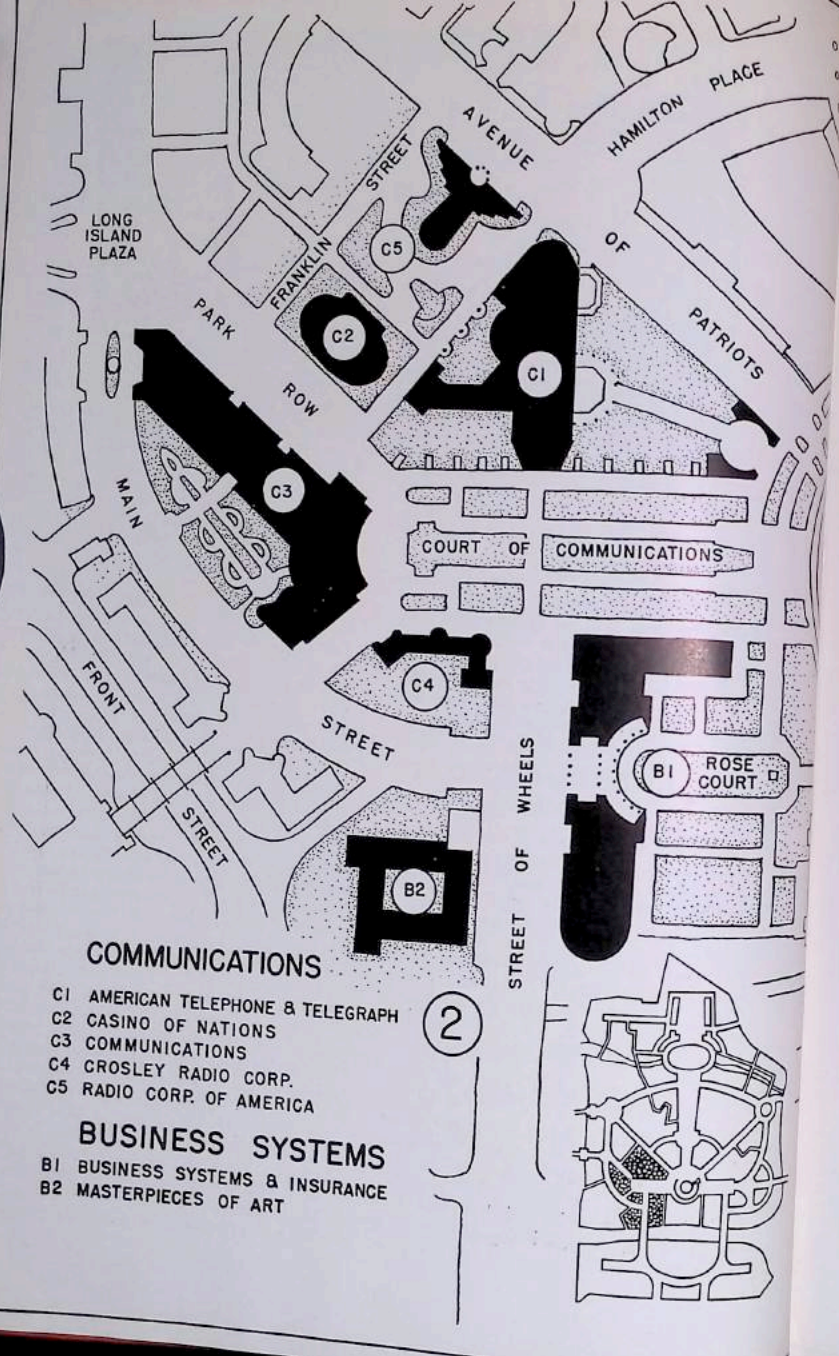 AVENUE
HAMILTON PLACE
STREET
LONG
ISLAND
PLAZA
C5
OF
FRANKLIN
PARK
C2
PATRIOTS
C1
ROW
C3
MAIN
COURT OF COMMUNICATIONS
C4
FRONT
STREET
STREET OF WHEELS
B1
ROSE
COURT
STREET
B2
COMMUNICATIONS
C1 AMERICAN TELEPHONE & TELEGRAPH
C2 CASINO OF NATIONS
C3 COMMUNICATIONS
C4 CROSLEY RADIO CORP.
C5 RADIO CORP. OF AMERICA
2
BUSINESS SYSTEMS
B1 BUSINESS SYSTEMS & INSURANCE
B2 MASTERPIECES OF ART